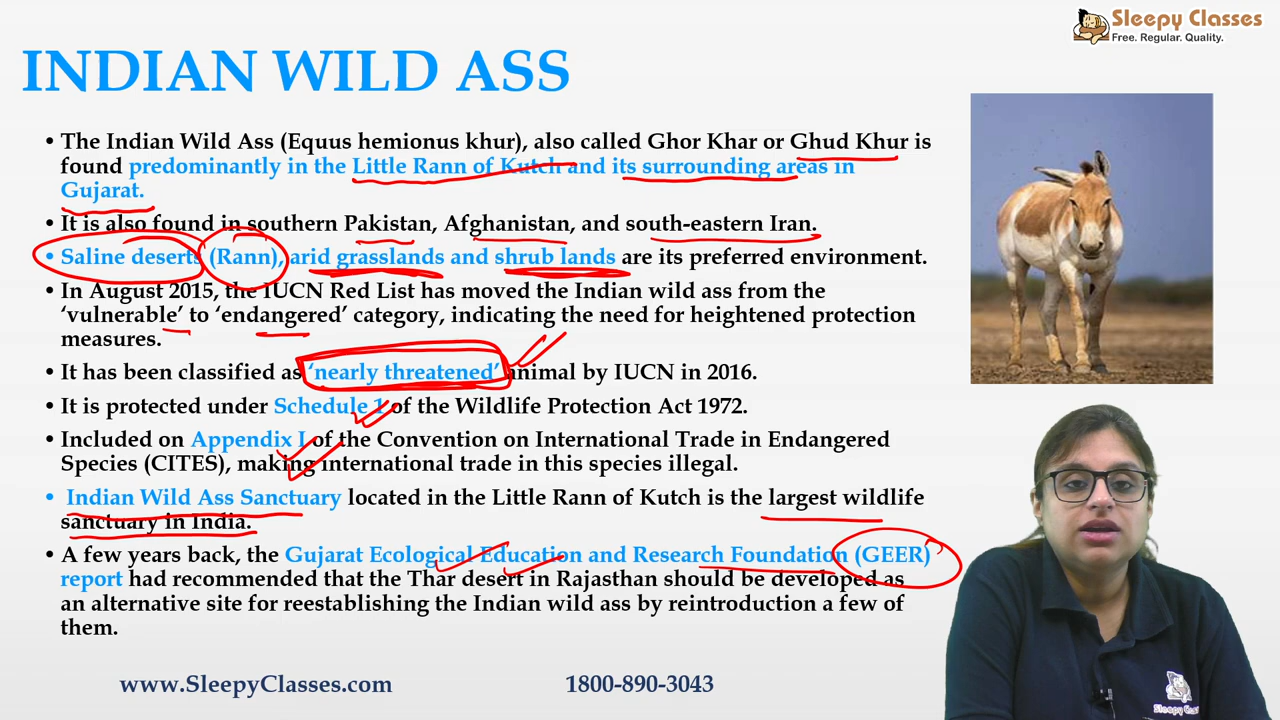 Sleepy Classes
Free. Regular. Quality.
INDIAN WILD ASS
• The Indian Wild Ass (Equus hemionus khur), also called Ghor Khar or Ghud Khur is
found predominantly in the Little Rann of Kutch and its surrounding areas in
Gujarat.
• It is also found in southern Pakistan, Afghanistan, and south-eastern Iran.
• Saline deserts (Rann), arid grasslands and shrub lands are its preferred environment.
• In August 2015, the IUCN Red List has moved the Indian wild ass from the
‘vulnerable’ to ‘endangered’ category, indicating the need for heightened protection
measures.
• It has been classified as ‘nearly threatened’ animal by IUCN in 2016.
• It is protected under Schedule 1 of the Wildlife Protection Act 1972.
• Included on Appendix I of the Convention on International Trade in Endangered
Species (CITES), making international trade in this species illegal.
• Indian Wild Ass Sanctuary located in the Little Rann of Kutch is the largest wildlife
sanctuary in India.
• A few years back, the Gujarat Ecological Education and Research Foundation (GEER)
report had recommended that the Thar desert in Rajasthan should be developed as
an alternative site for reestablishing the Indian wild ass by reintroduction a few of
them.
www.SleepyClasses.com
1800-890-3043
Sleepy Classes